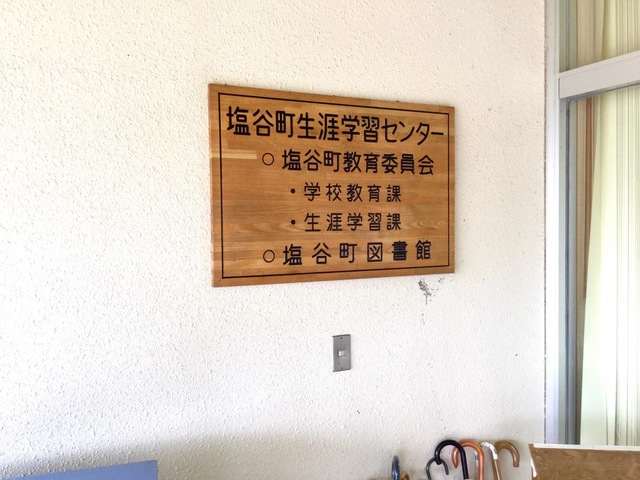 塩谷町生涯学習センター
○ 塩谷町教育委員会
・学校教育課
・生涯学習課
○ 塩谷町図書館